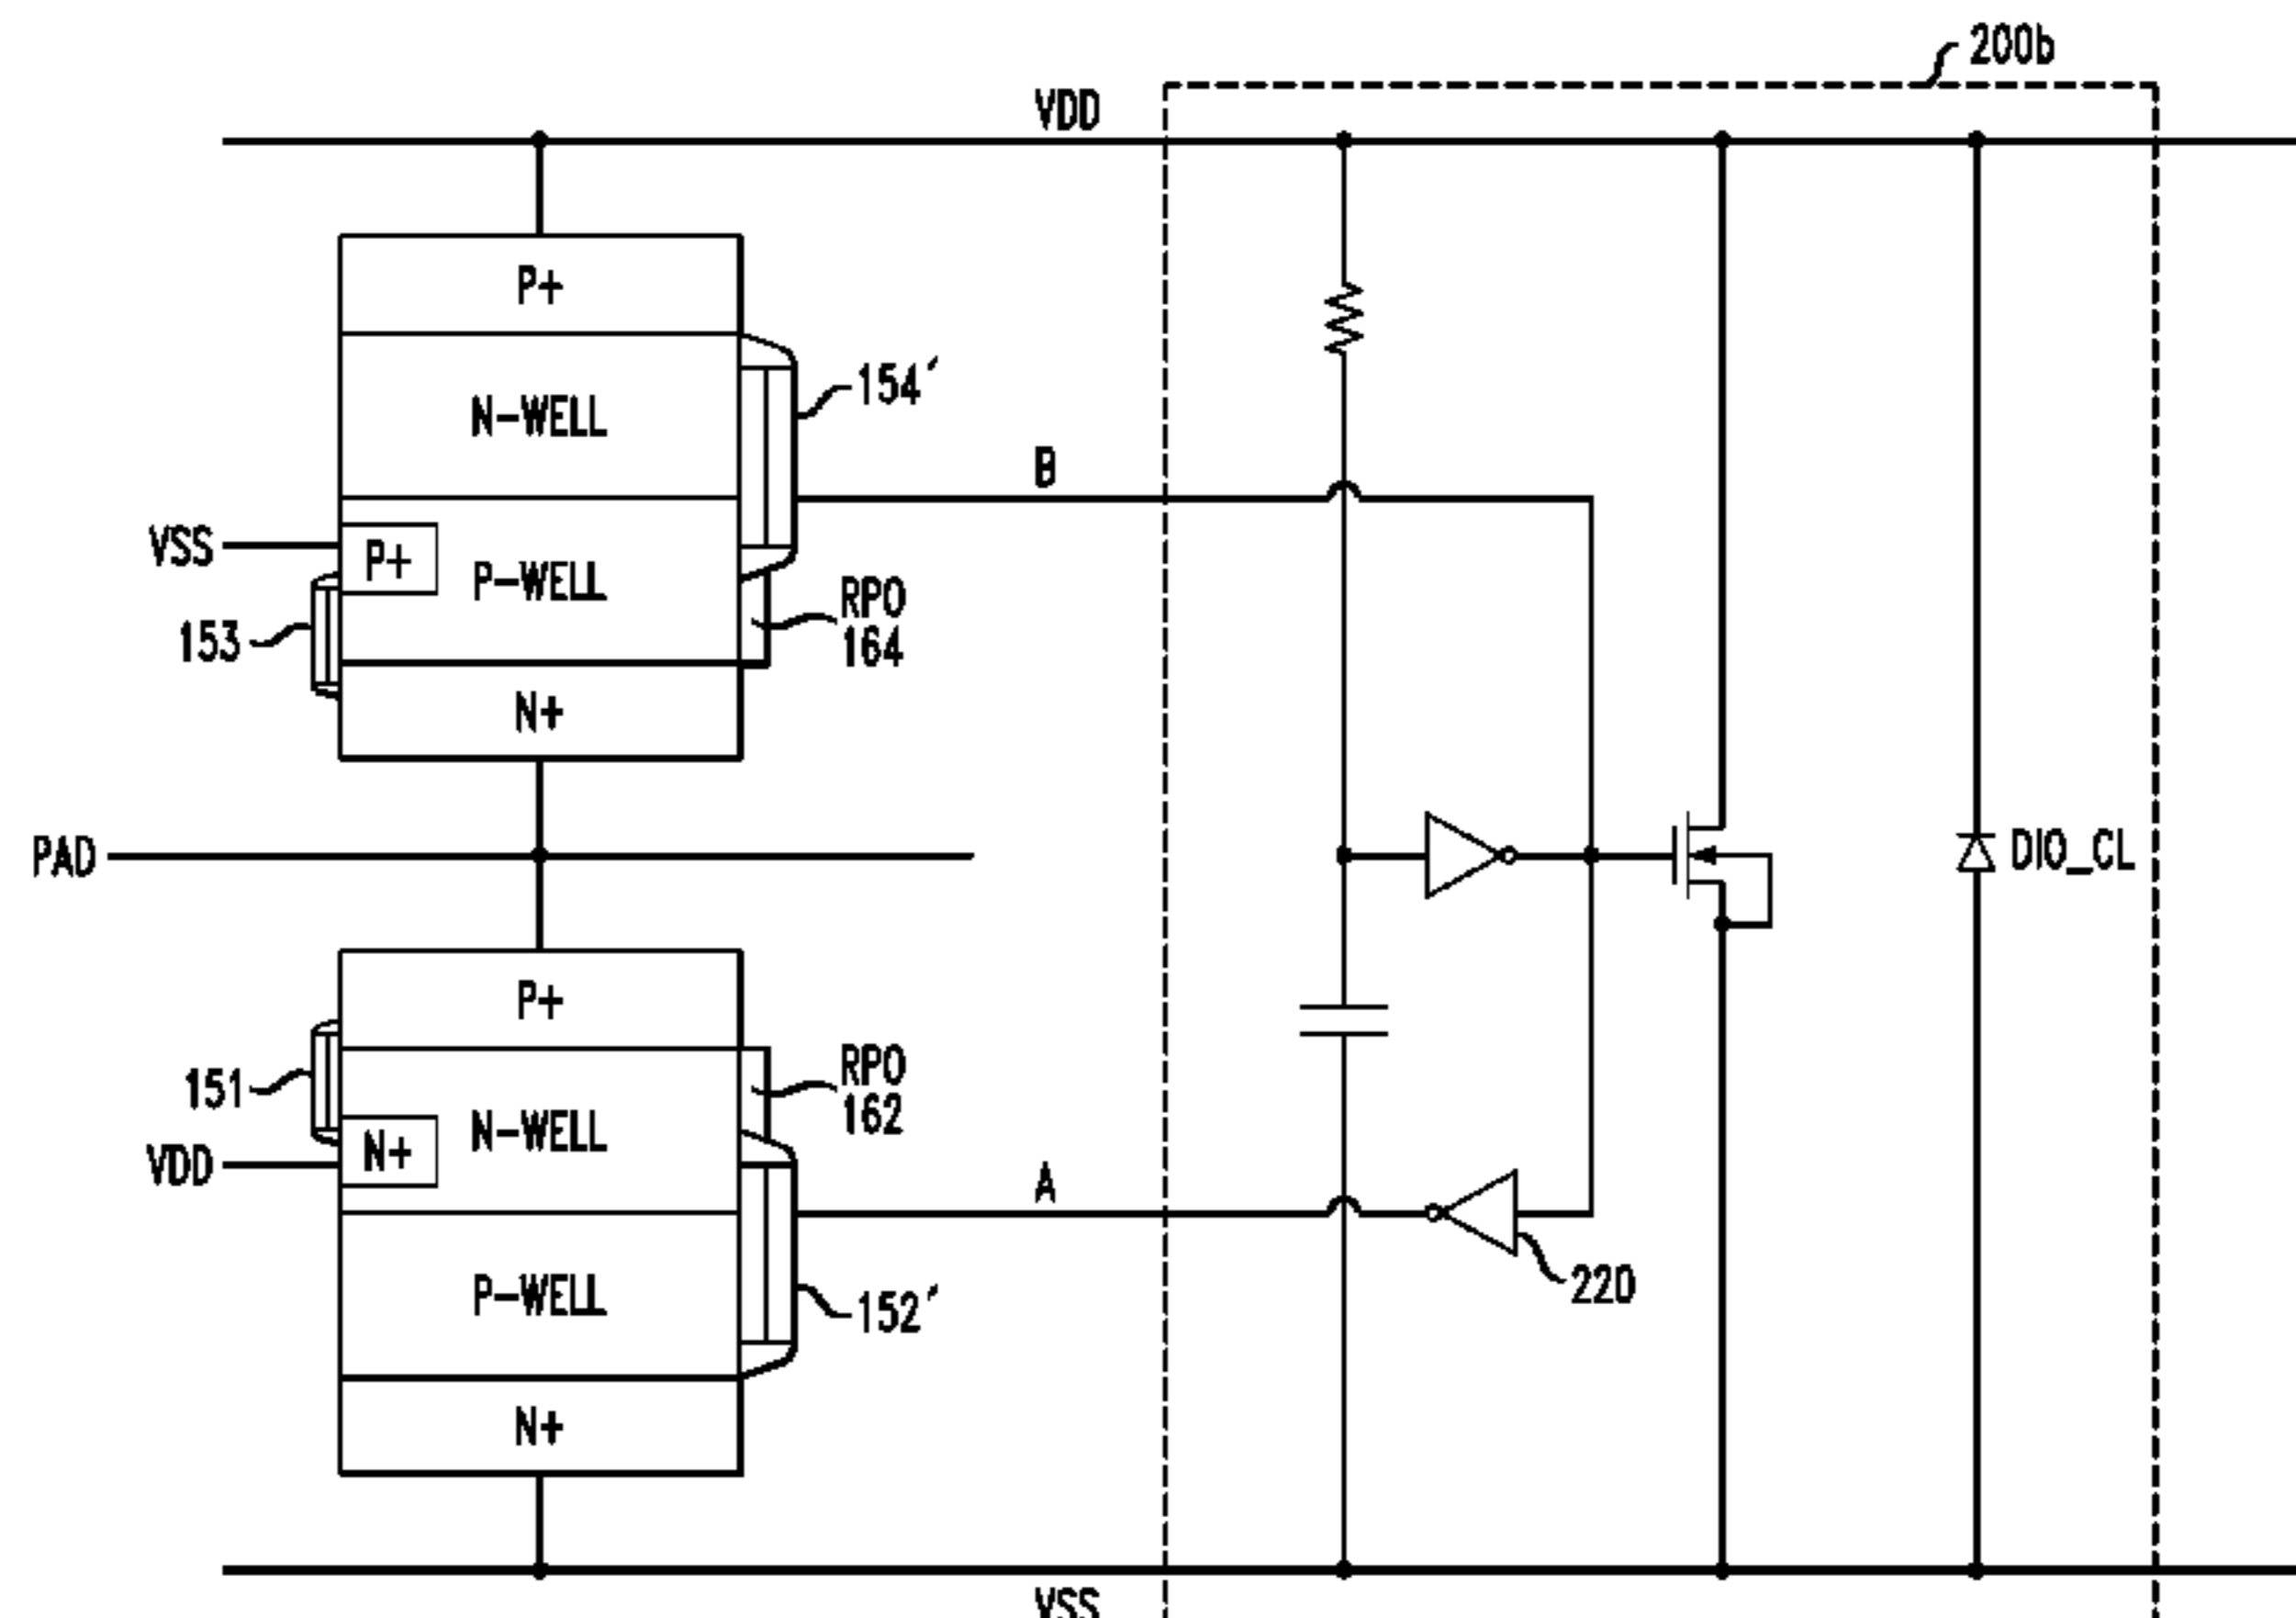 200b
VDD
P+
154′
N-WELL
B
VSS
P+
P-WELL
RPO
164
153
N+
PAD
DIO_CL
P+
RPO
162
151
N-WELL
N+
VDD
A
220
P-WELL
152′
N+
VSS